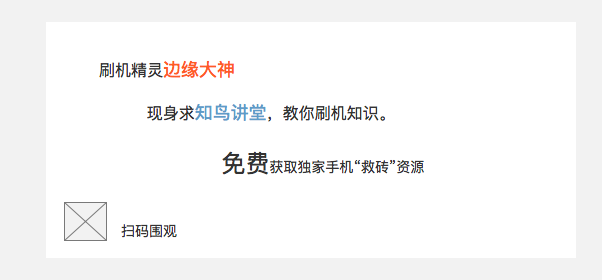 刷机精灵边缘大神
现身求知鸟讲堂，教你刷机知识。
免费获取独家手机“救砖”资源
扫码围观